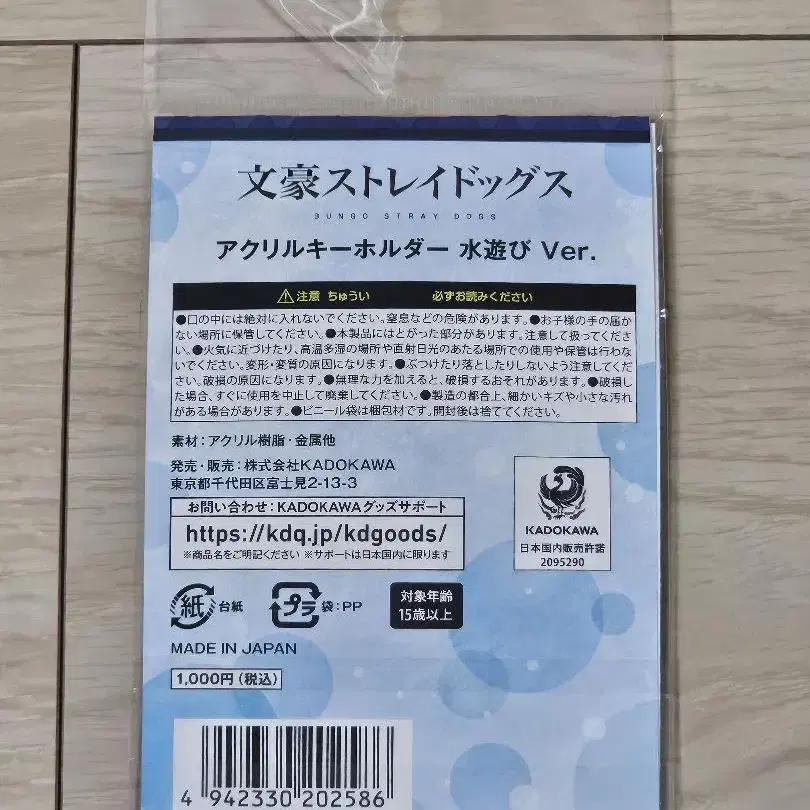 文豪ストレイドッグス
BUNGO STRAY DOGS
アクリルキーホルダー 水遊び Ver.
⚠注意 ちゅうい 必ずお読みください
●口の中には絶対に入れないでください。窒息などの危険があります。●お子様の手の届か
ない場所に保管してください。●本製品にはとがった部分があります。注意して扱ってくださ
い。●火気に近づけたり、高温多湿の場所や直射日光のあたる場所での使用や保管は行わな
いでください。変形・変質の原因になります。●ぶつけたり落としたりしないよう注意してくだ
さい。破損の原因になります。●無理な力を加えると、破損するおそれがあります。●破損し
た場合、すぐに使用を中止して廃棄してください。●製造の都合上、細かいキズや小さな汚れ
がある場合があります。●ビニール袋は梱包材です。開封後は捨ててください。
素材：アクリル樹脂・金属他
発売・販売：株式会社KADOKAWA
東京都千代田区富士見2-13-3
お問い合わせ：KADOKAWAグッズサポート
https://kdq.jp/kdgoods/
※商品名をご明記ください ※サポートは日本国内に限ります
KADOKAWA
日本国内販売許諾
2095290
紙 台紙
プラ 袋：PP
対象年齢
15歳以上
MADE IN JAPAN
1,000円（税込）
4 942330 202586